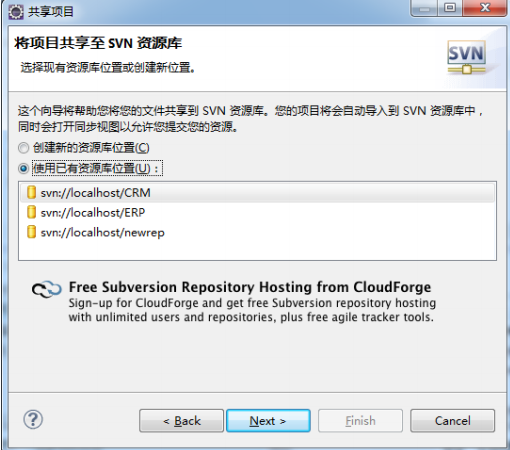 共享项目
将项目共享至 SVN 资源库
选择现有资源库位置或创建新位置。
SVN
这个向导将帮助您将您的文件共享到 SVN 资源库。您的项目将会自动导入到 SVN 资源库中，
同时会打开同步视图以允许您提交您的资源。
创建新的资源库位置(C)
使用已有资源库位置(U)：
svn://localhost/CRM
svn://localhost/ERP
svn://localhost/newrep
Free Subversion Repository Hosting from CloudForge
Sign-up for CloudForge and get free Subversion repository hosting
with unlimited users and repositories, plus free agile tracker tools.
?
< Back
Next >
Finish
Cancel